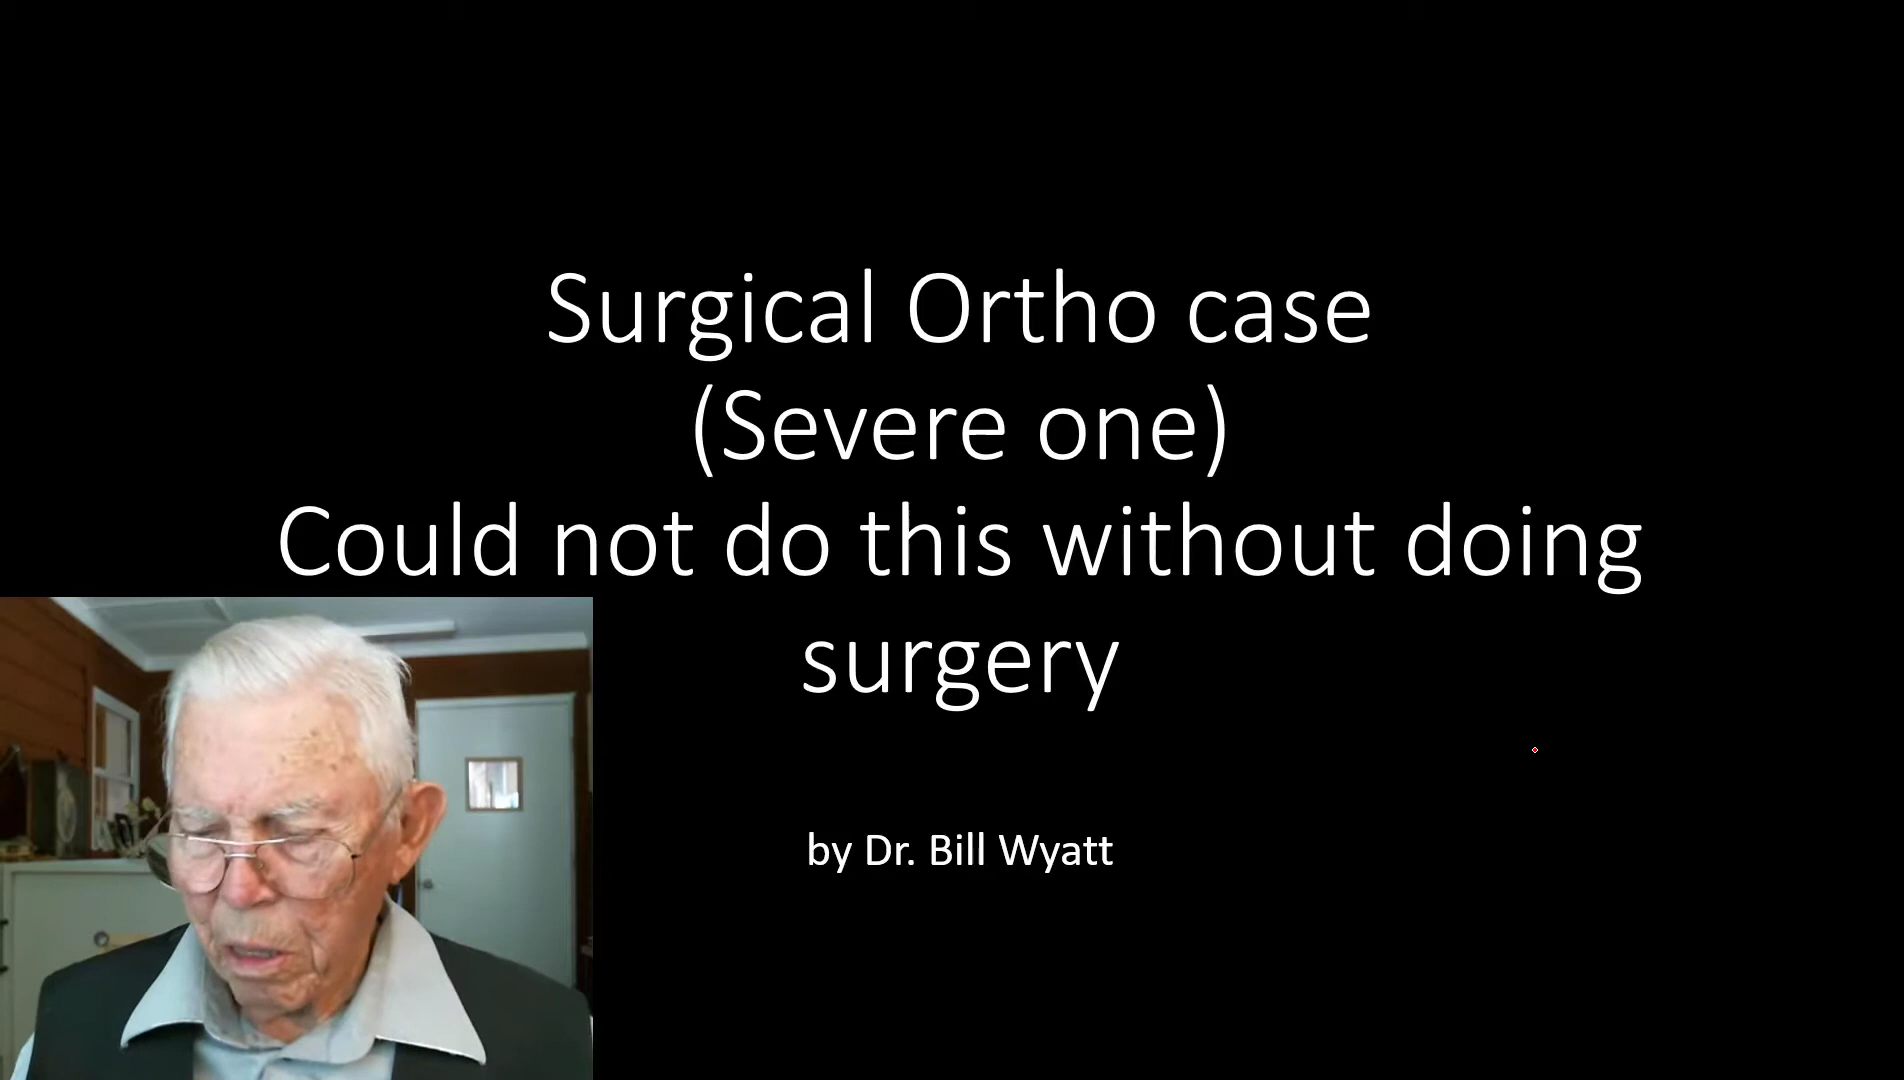 Surgical Ortho case
(Severe one)
Could not do this without doing
surgery
by Dr. Bill Wyatt